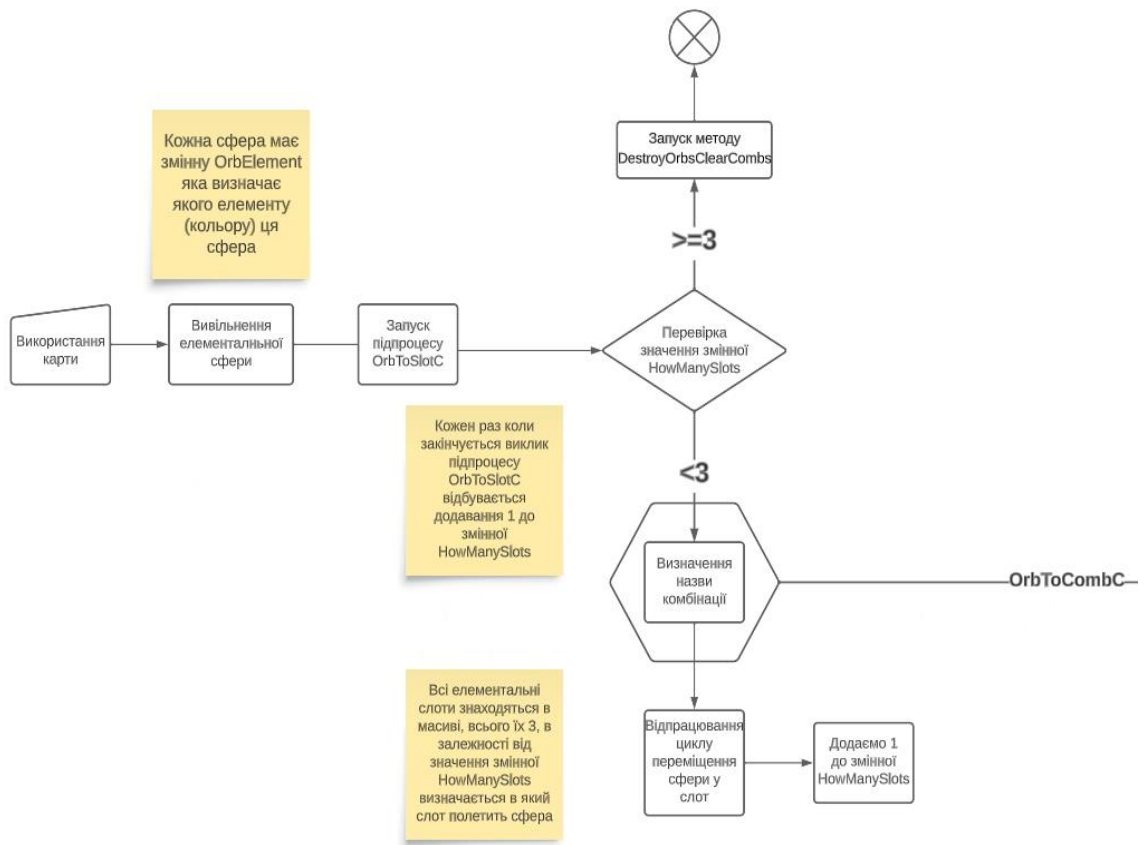 Кожна сфера має
змінну OrbElement
яка визначає
якого елементу
(кольору) ця
сфера
Запуск методу
DestroyOrbsClearCombs
>=3
Використання
карти
Вивільнення
елементалньої
сфери
Запуск
підпроцесу
OrbToSlotC
Перевірка
значення змінної
HowManySlots
Кожен раз коли
закінчується виклик
підпроцесу
OrbToSlotC
відбувається
додавання 1 до
змінної
HowManySlots
<3
Визначення
назви
комбінації
OrbToCombC
Всі елементальні
слоти знаходяться в
масиві, всього їх 3, в
залежності від
значення змінної
HowManySlots
визначається в який
слот полетить сфера
Відпрацювання
циклу
переміщення
сфери у
слот
Додаємо 1
до змінної
HowManySlots